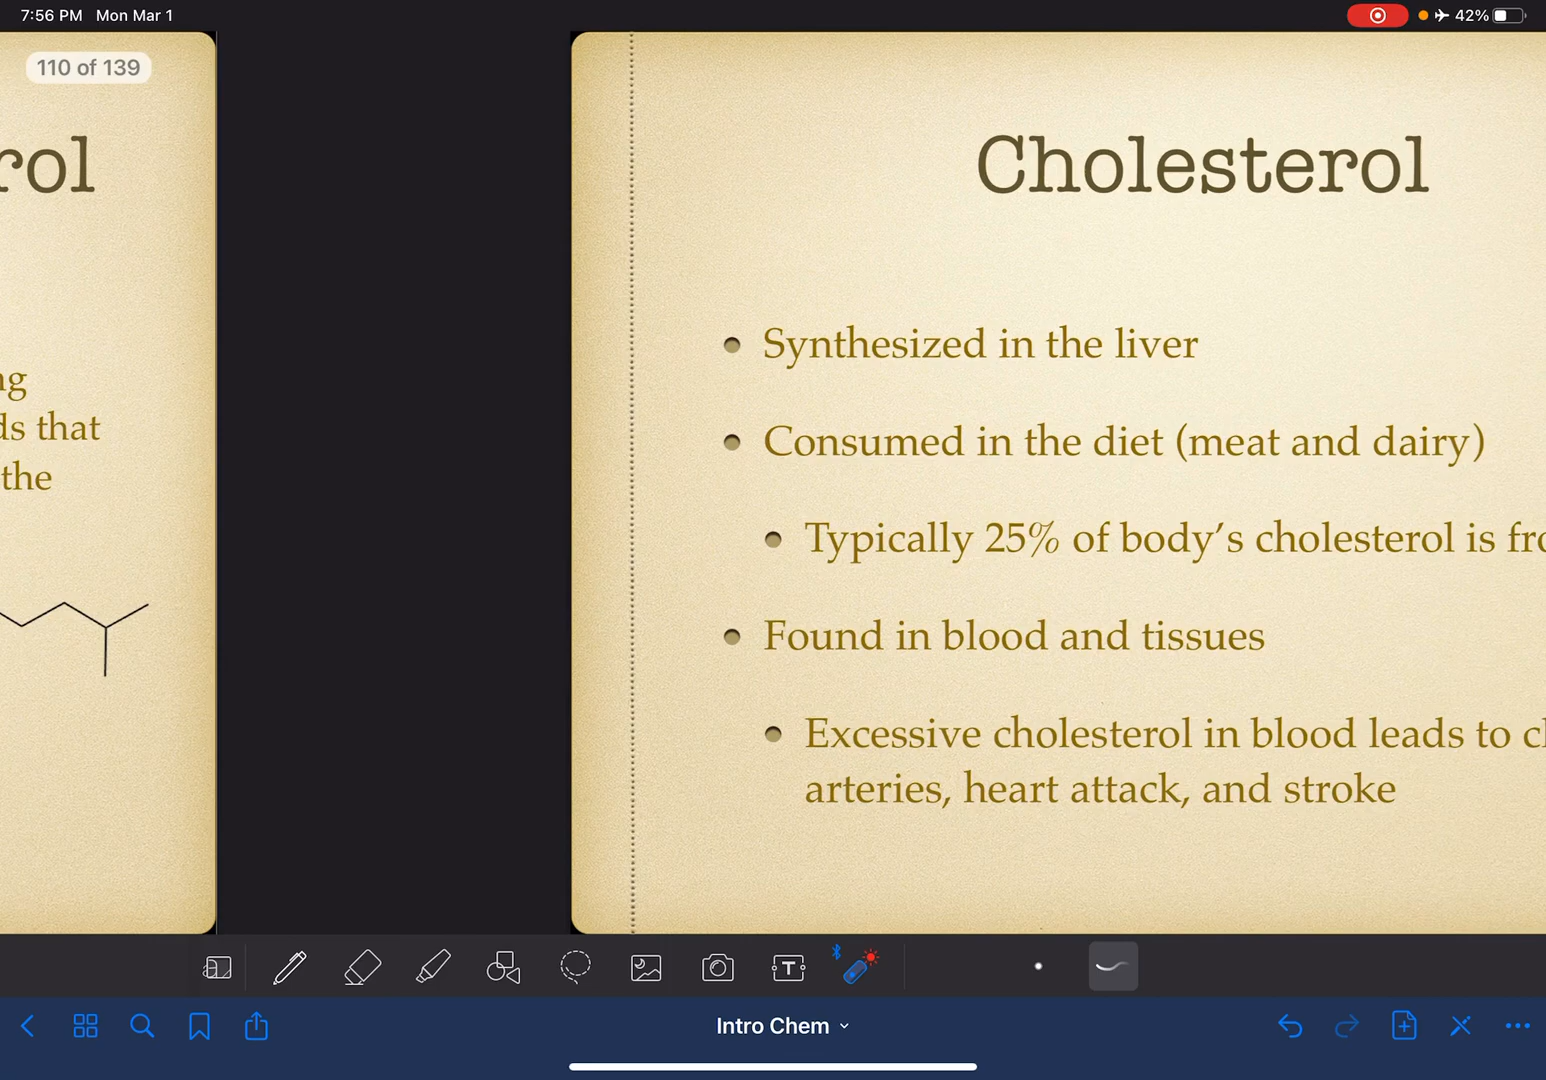 7:56 PM Mon Mar 1
42%
110 of 139
rol
ng
ds that
the
Cholesterol
Synthesized in the liver
Consumed in the diet (meat and dairy)
Typically 25% of body's cholesterol is fro
Found in blood and tissues
Excessive cholesterol in blood leads to cl
arteries, heart attack, and stroke
T
Intro Chem